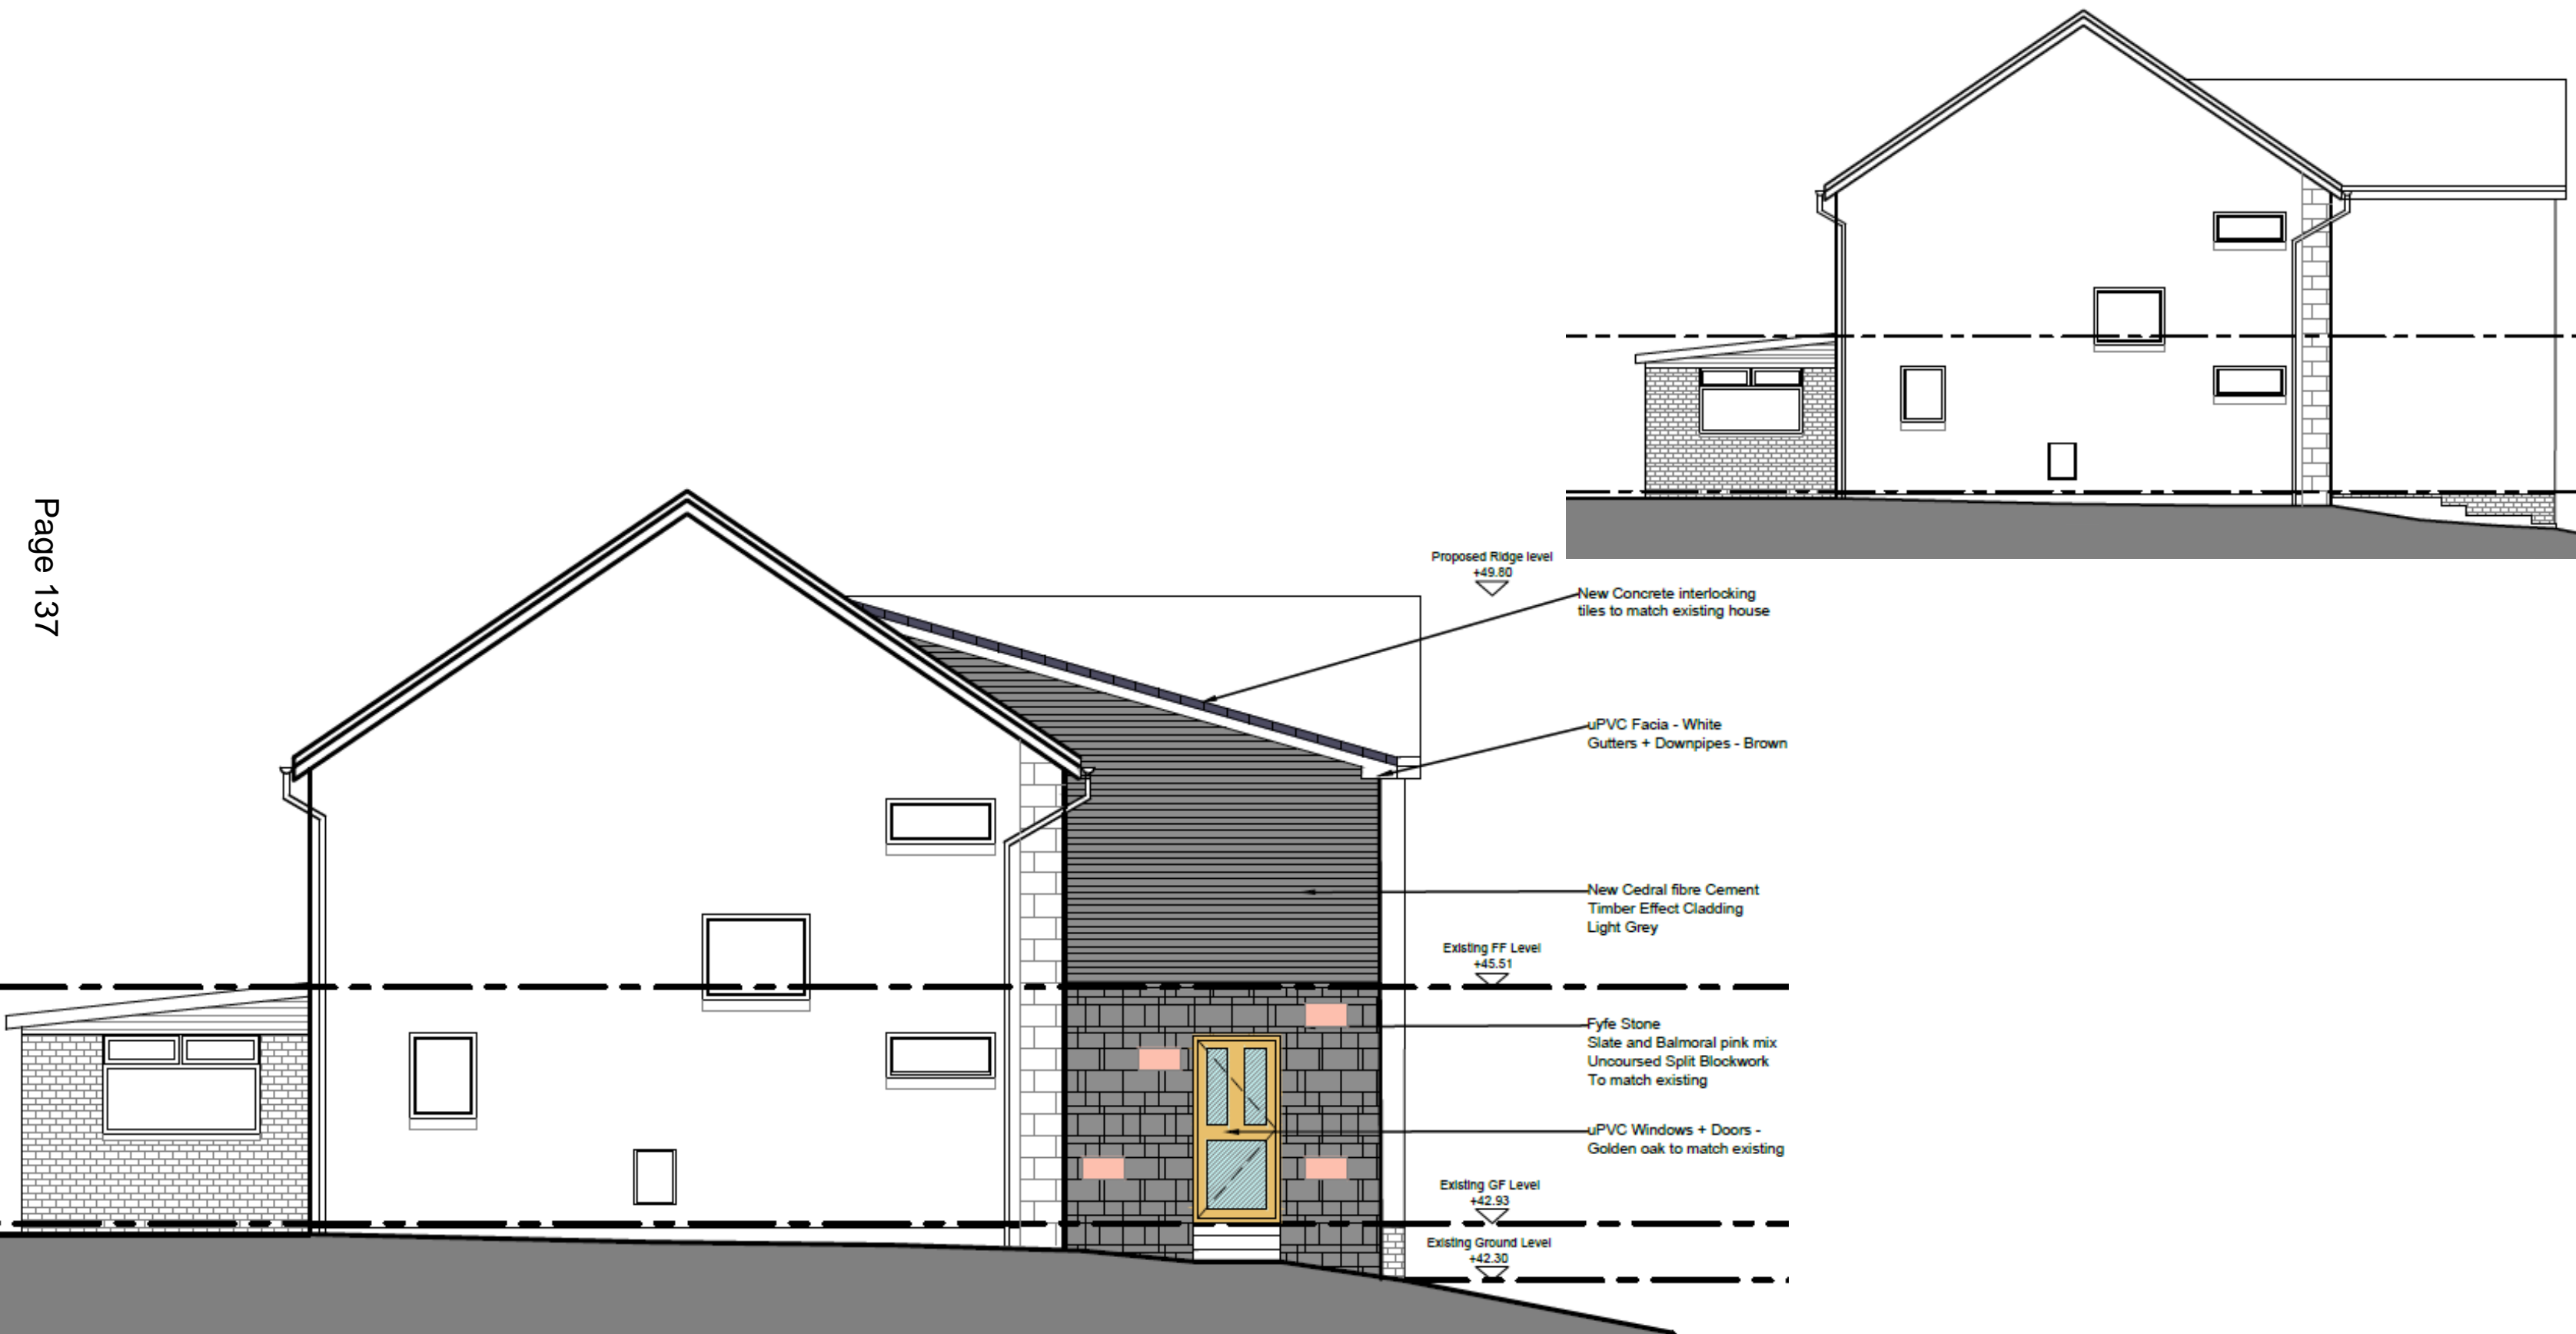 Page 137
Proposed Ridge level
+49.80
New Concrete interlocking
tiles to match existing house
uPVC Facia - White
Gutters + Downpipes - Brown
New Cedral fibre Cement
Timber Effect Cladding
Light Grey
Existing FF Level
+45.51
Fyfe Stone
Slate and Balmoral pink mix
Uncoursed Split Blockwork
To match existing
uPVC Windows + Doors -
Golden oak to match existing
Existing GF Level
+42.93
Existing Ground Level
+42.30